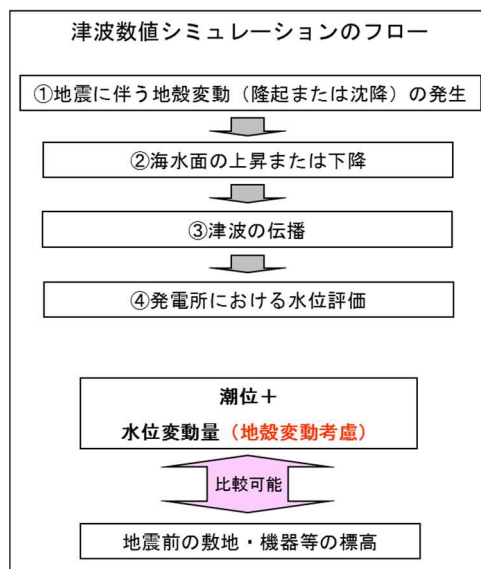 津波数値シミュレーションのフロー
①地震に伴う地殻変動（隆起または沈降）の発生
②海水面の上昇または下降
③津波の伝播
④発電所における水位評価
潮位＋
水位変動量（地殻変動考慮）
比較可能
地震前の敷地・機器等の標高